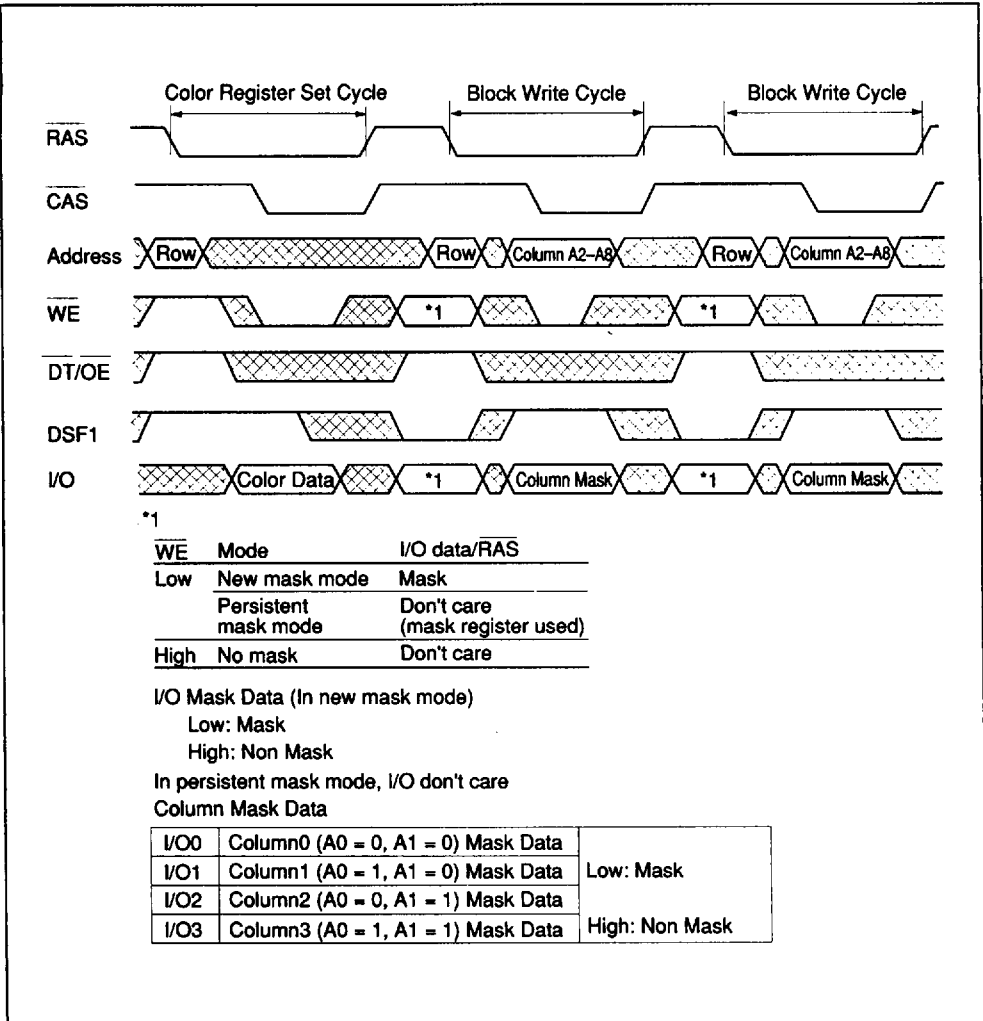 Color Register Set Cycle Block Write Cycle Block Write Cycle
RAS
CAS
Address Row Row Column A2–A8 Row Column A2–A8
WE *1 *1
DT/OE
DSF1
I/O Color Data *1 Column Mask *1 Column Mask
*1
WE Mode I/O data/RAS
Low New mask mode Mask
Persistent Don't care
mask mode (mask register used)
High No mask Don't care
I/O Mask Data (In new mask mode)
Low: Mask
High: Non Mask
In persistent mask mode, I/O don't care
Column Mask Data
I/O0 Column0 (A0 = 0, A1 = 0) Mask Data
I/O1 Column1 (A0 = 1, A1 = 0) Mask Data Low: Mask
I/O2 Column2 (A0 = 0, A1 = 1) Mask Data
I/O3 Column3 (A0 = 1, A1 = 1) Mask Data High: Non Mask